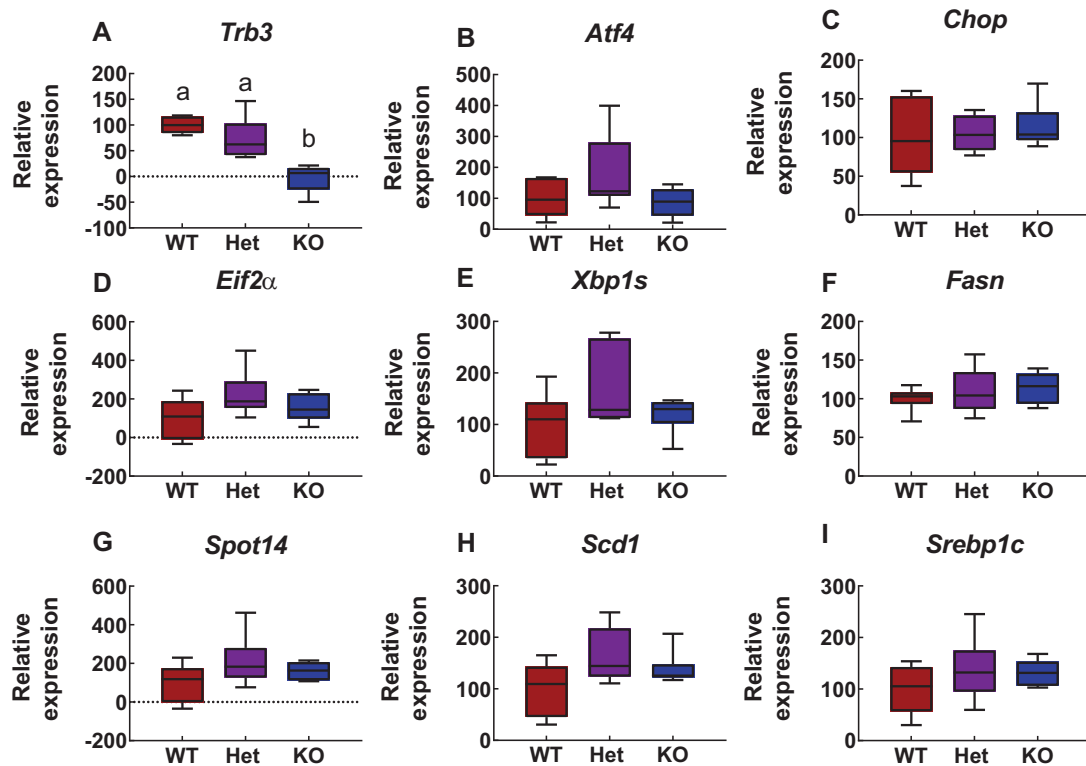 A
Trb3
Relative
expression
200
150
100
50
0
-50
-100
a
a
b
WT
Het
KO
B
Atf4
Relative
expression
500
400
300
200
100
0
WT
Het
KO
C
Chop
Relative
expression
200
150
100
50
0
WT
Het
KO
D
Eif2α
Relative
expression
600
400
200
0
-200
WT
Het
KO
E
Xbp1s
Relative
expression
300
200
100
0
WT
Het
KO
F
Fasn
Relative
expression
200
150
100
50
0
WT
Het
KO
G
Spot14
Relative
expression
600
400
200
0
-200
WT
Het
KO
H
Scd1
Relative
expression
300
200
100
0
WT
Het
KO
I
Srebp1c
Relative
expression
300
200
100
0
WT
Het
KO